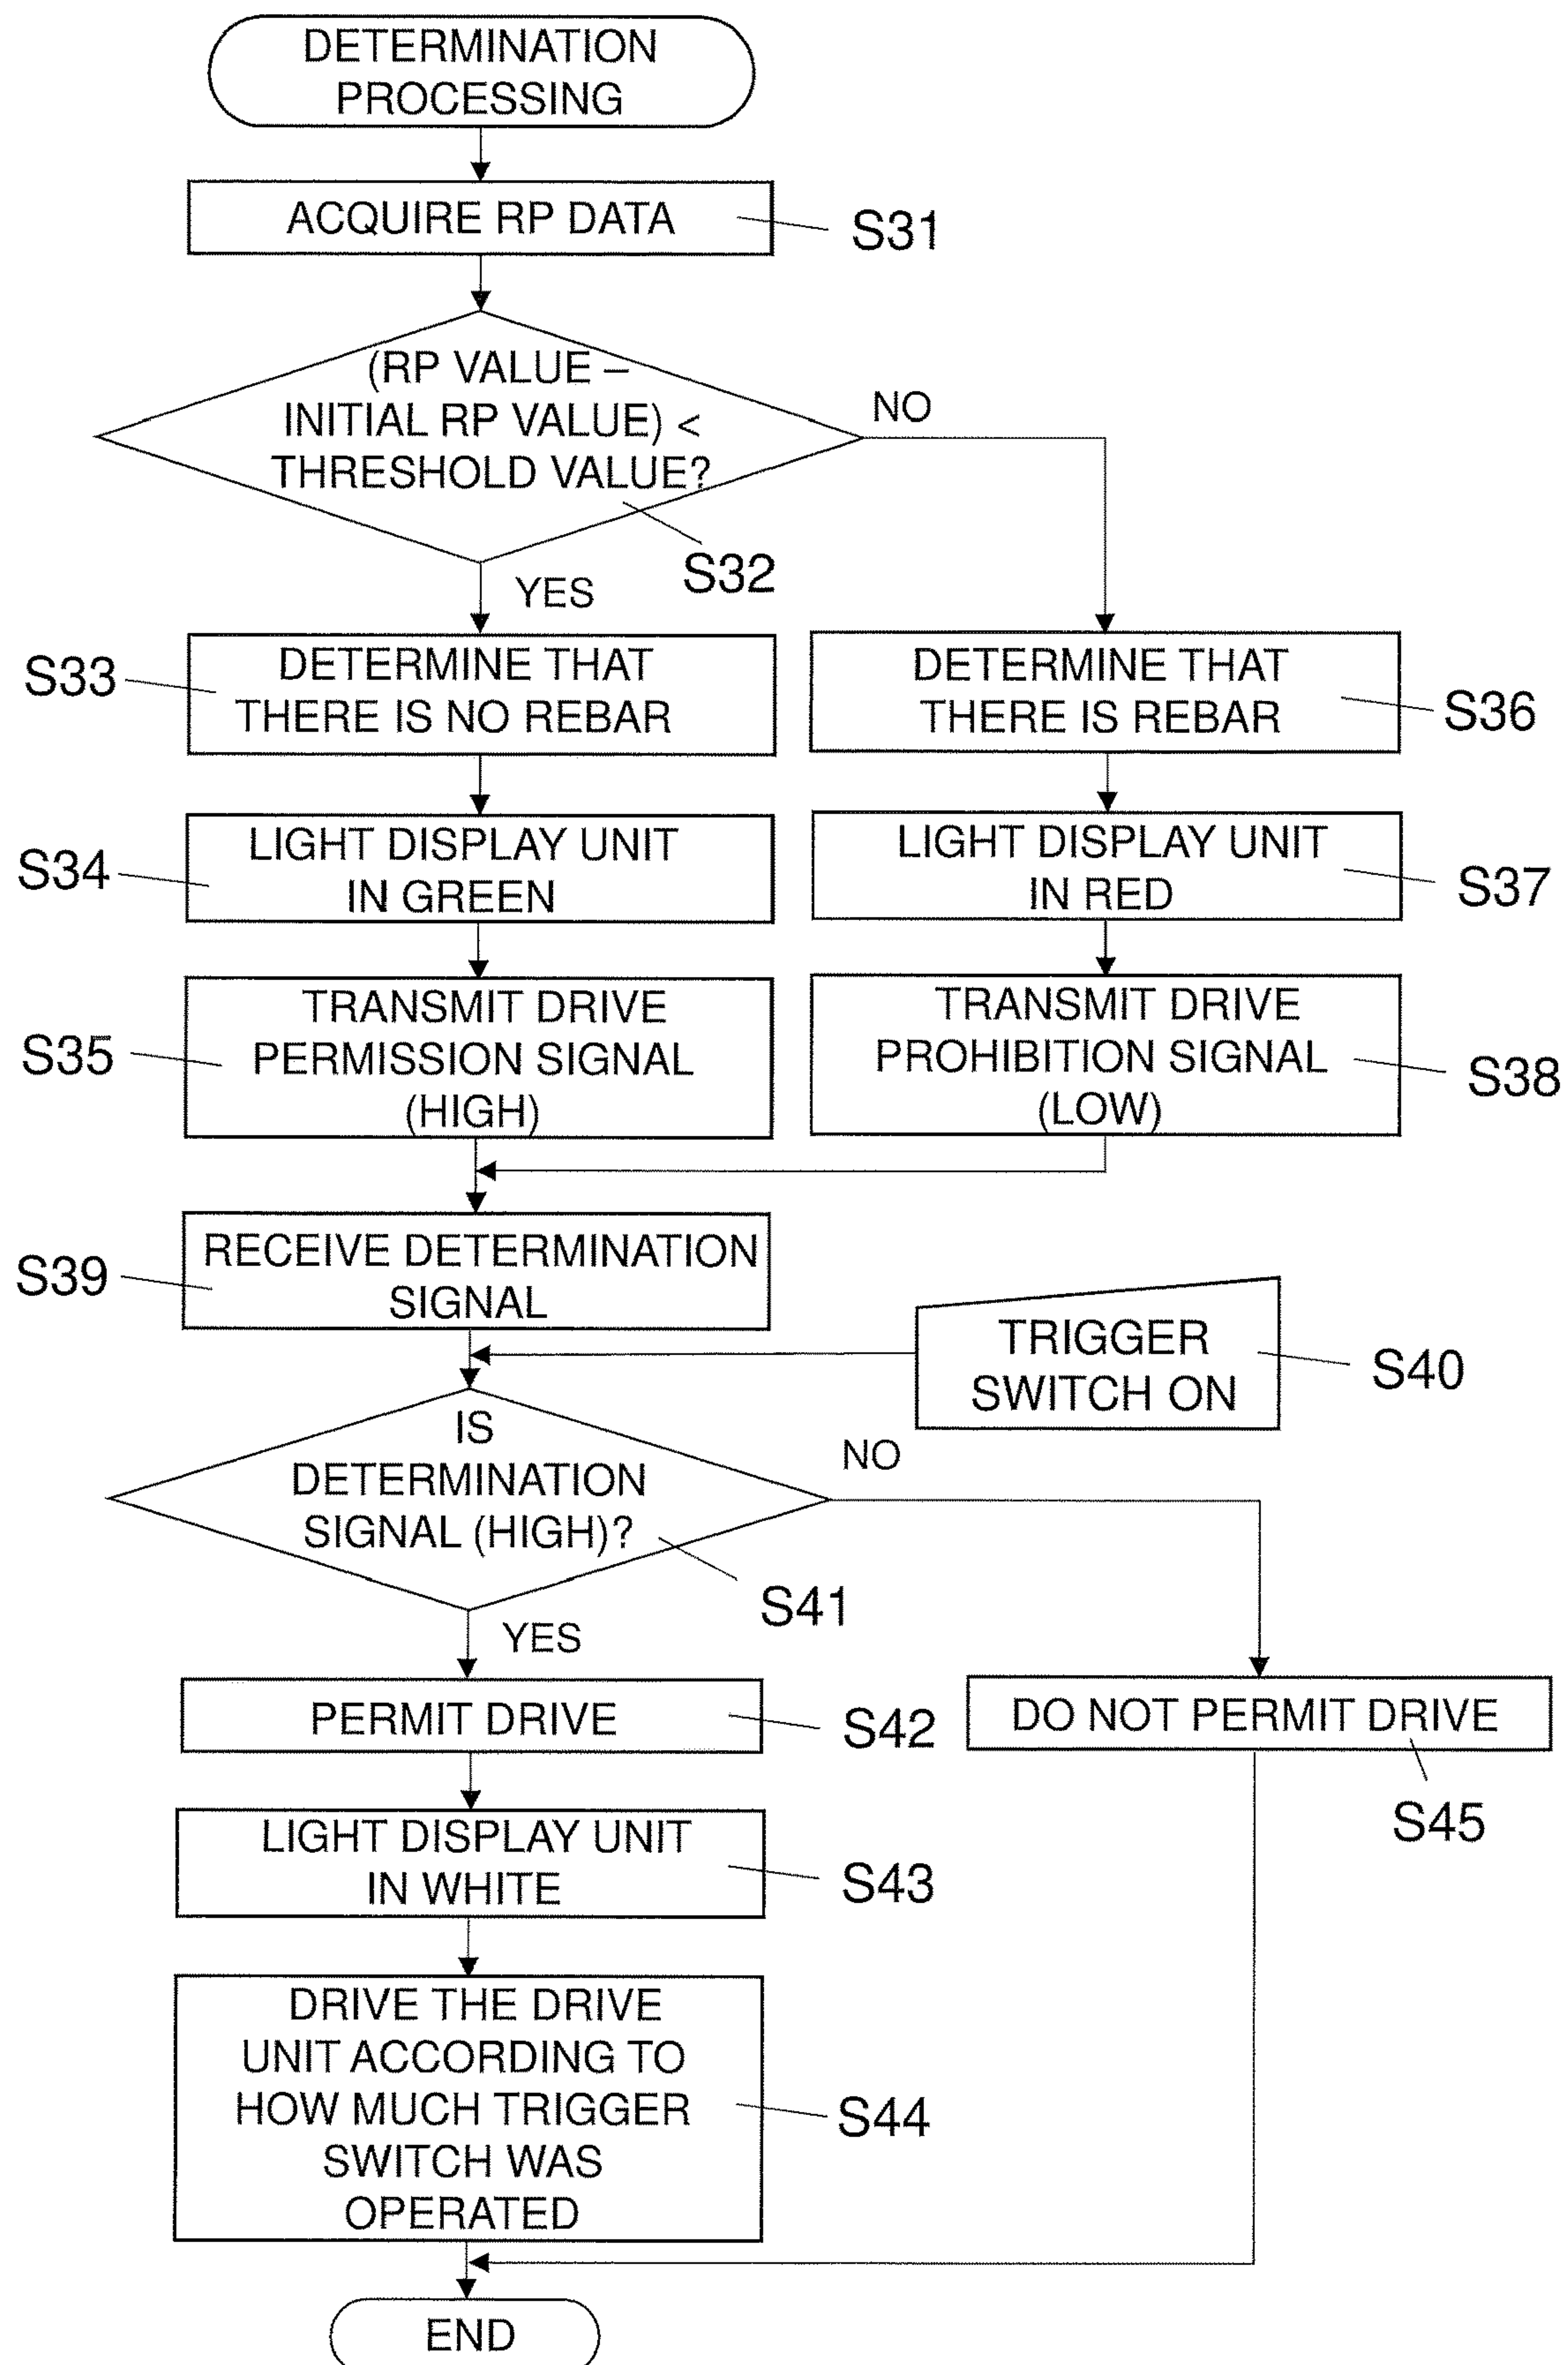 DETERMINATION
PROCESSING
ACQUIRE RP DATA
S31
(RP VALUE –
INITIAL RP VALUE) <
THRESHOLD VALUE?
NO
S32
YES
S33
DETERMINE THAT
THERE IS NO REBAR
DETERMINE THAT
THERE IS REBAR
S36
S34
LIGHT DISPLAY UNIT
IN GREEN
LIGHT DISPLAY UNIT
IN RED
S37
S35
TRANSMIT DRIVE
PERMISSION SIGNAL
(HIGH)
TRANSMIT DRIVE
PROHIBITION SIGNAL
(LOW)
S38
S39
RECEIVE DETERMINATION
SIGNAL
TRIGGER
SWITCH ON
S40
IS
DETERMINATION
SIGNAL (HIGH)?
NO
S41
YES
PERMIT DRIVE
S42
DO NOT PERMIT DRIVE
S45
LIGHT DISPLAY UNIT
IN WHITE
S43
DRIVE THE DRIVE
UNIT ACCORDING TO
HOW MUCH TRIGGER
SWITCH WAS
OPERATED
S44
END